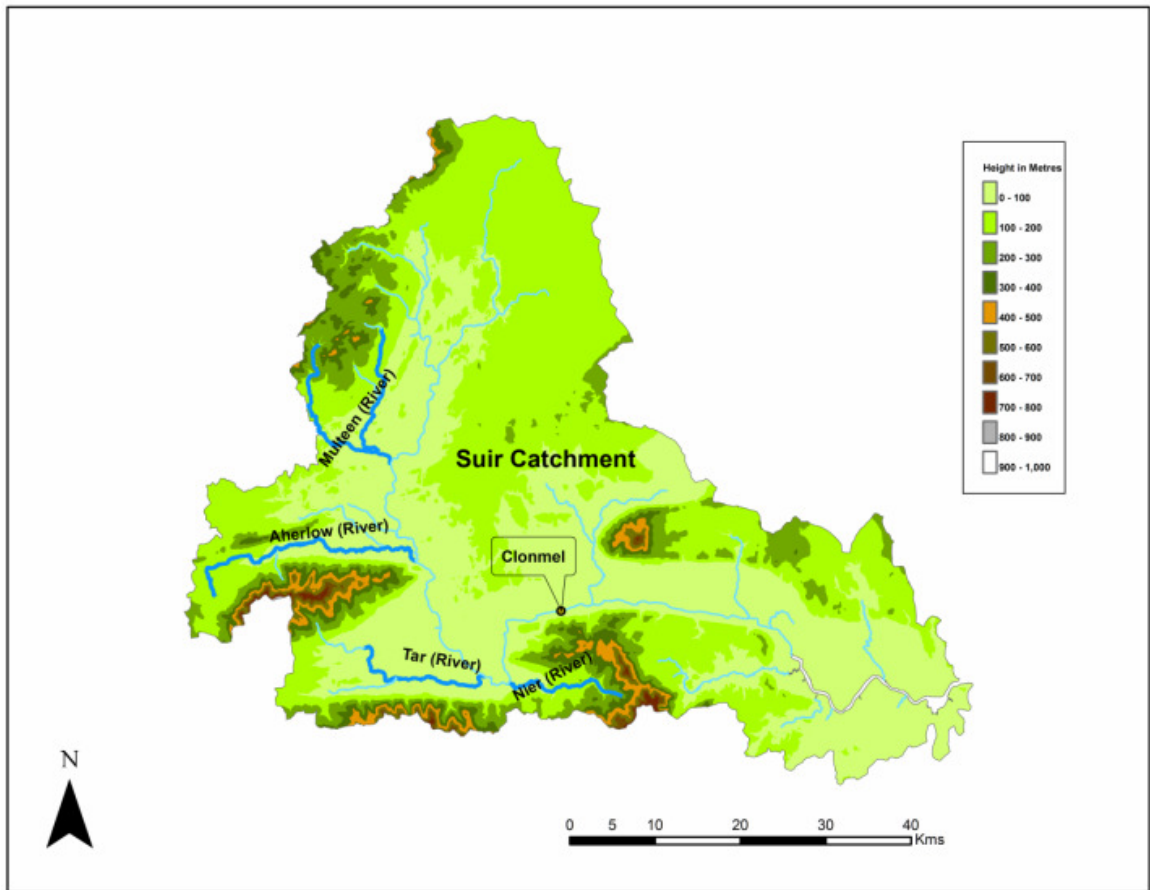 Height in Metres
0 - 100
100 - 200
200 - 300
300 - 400
400 - 500
500 - 600
600 - 700
700 - 800
800 - 900
900 - 1,000
Multeen (River)
Suir Catchment
Aherlow (River)
Clonmel
Tar (River)
Nier (River)
N
0 5 10 20 30 40
Kms